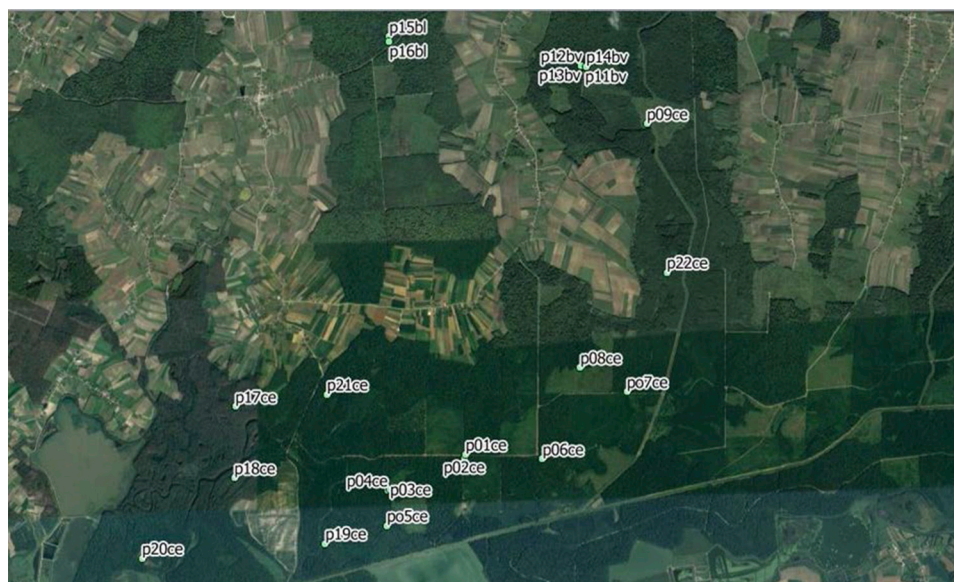 p15bl
p16bl
p12bv p14bv
p13bv p11bv
p09ce
p22ce
p08ce
po7ce
p21ce
p17ce
p01ce
p06ce
p02ce
p18ce
p04ce
p03ce
po5ce
p19ce
p20ce